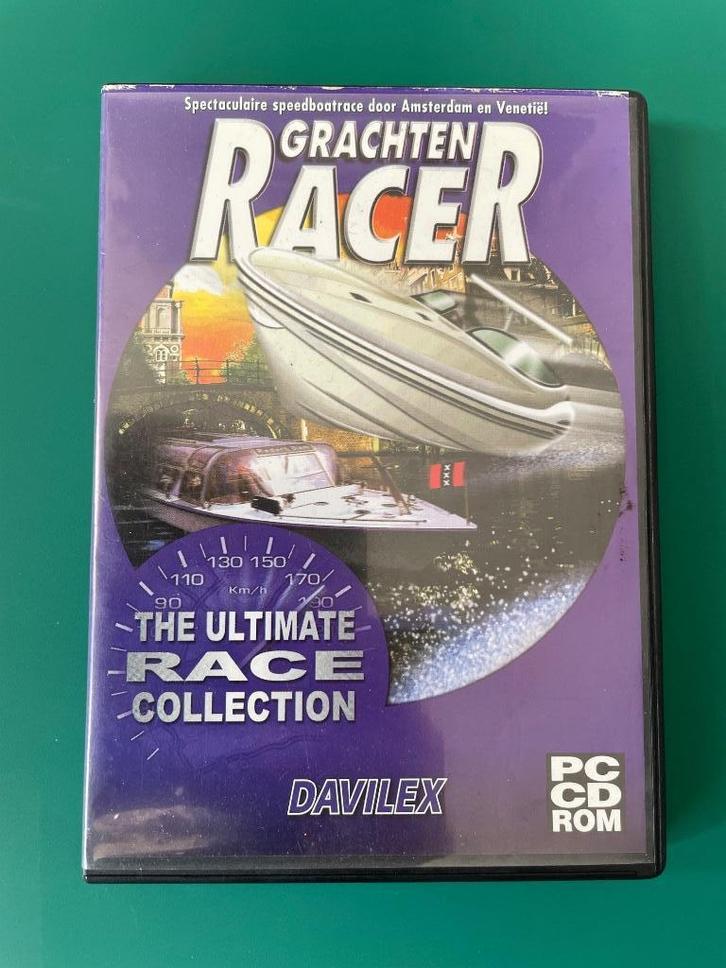 Spectaculaire speedboatrace door Amsterdam en Venetië!
GRACHTEN
RACER
XXX
130 150
110 170
90 190
Km/h
THE ULTIMATE
RACE
COLLECTION
DAVILEX
PC
CD
ROM